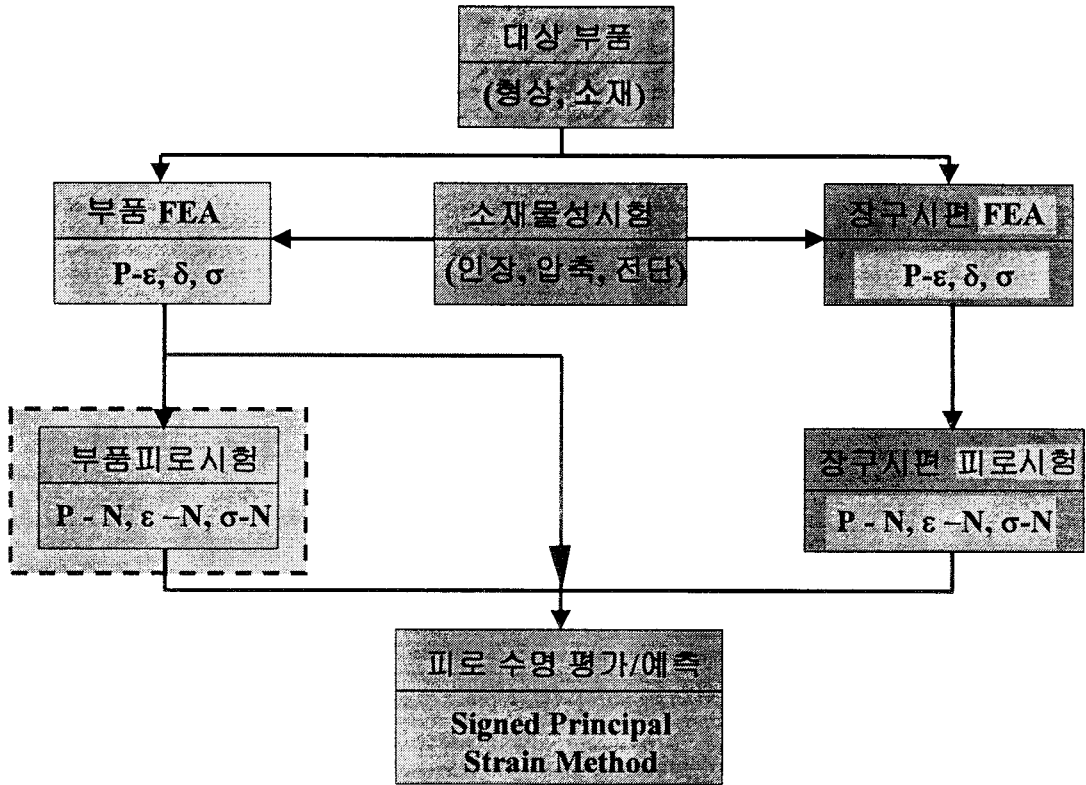 대상 부품
(형상, 소재)
부품 FEA
P-ε, δ, σ
소재물성시험
(인장, 압축, 전단)
장구시편 FEA
P-ε, δ, σ
부품피로시험
P - N, ε –N, σ-N
장구시편 피로시험
P - N, ε –N, σ-N
피로 수명 평가/예측
Signed Principal
Strain Method